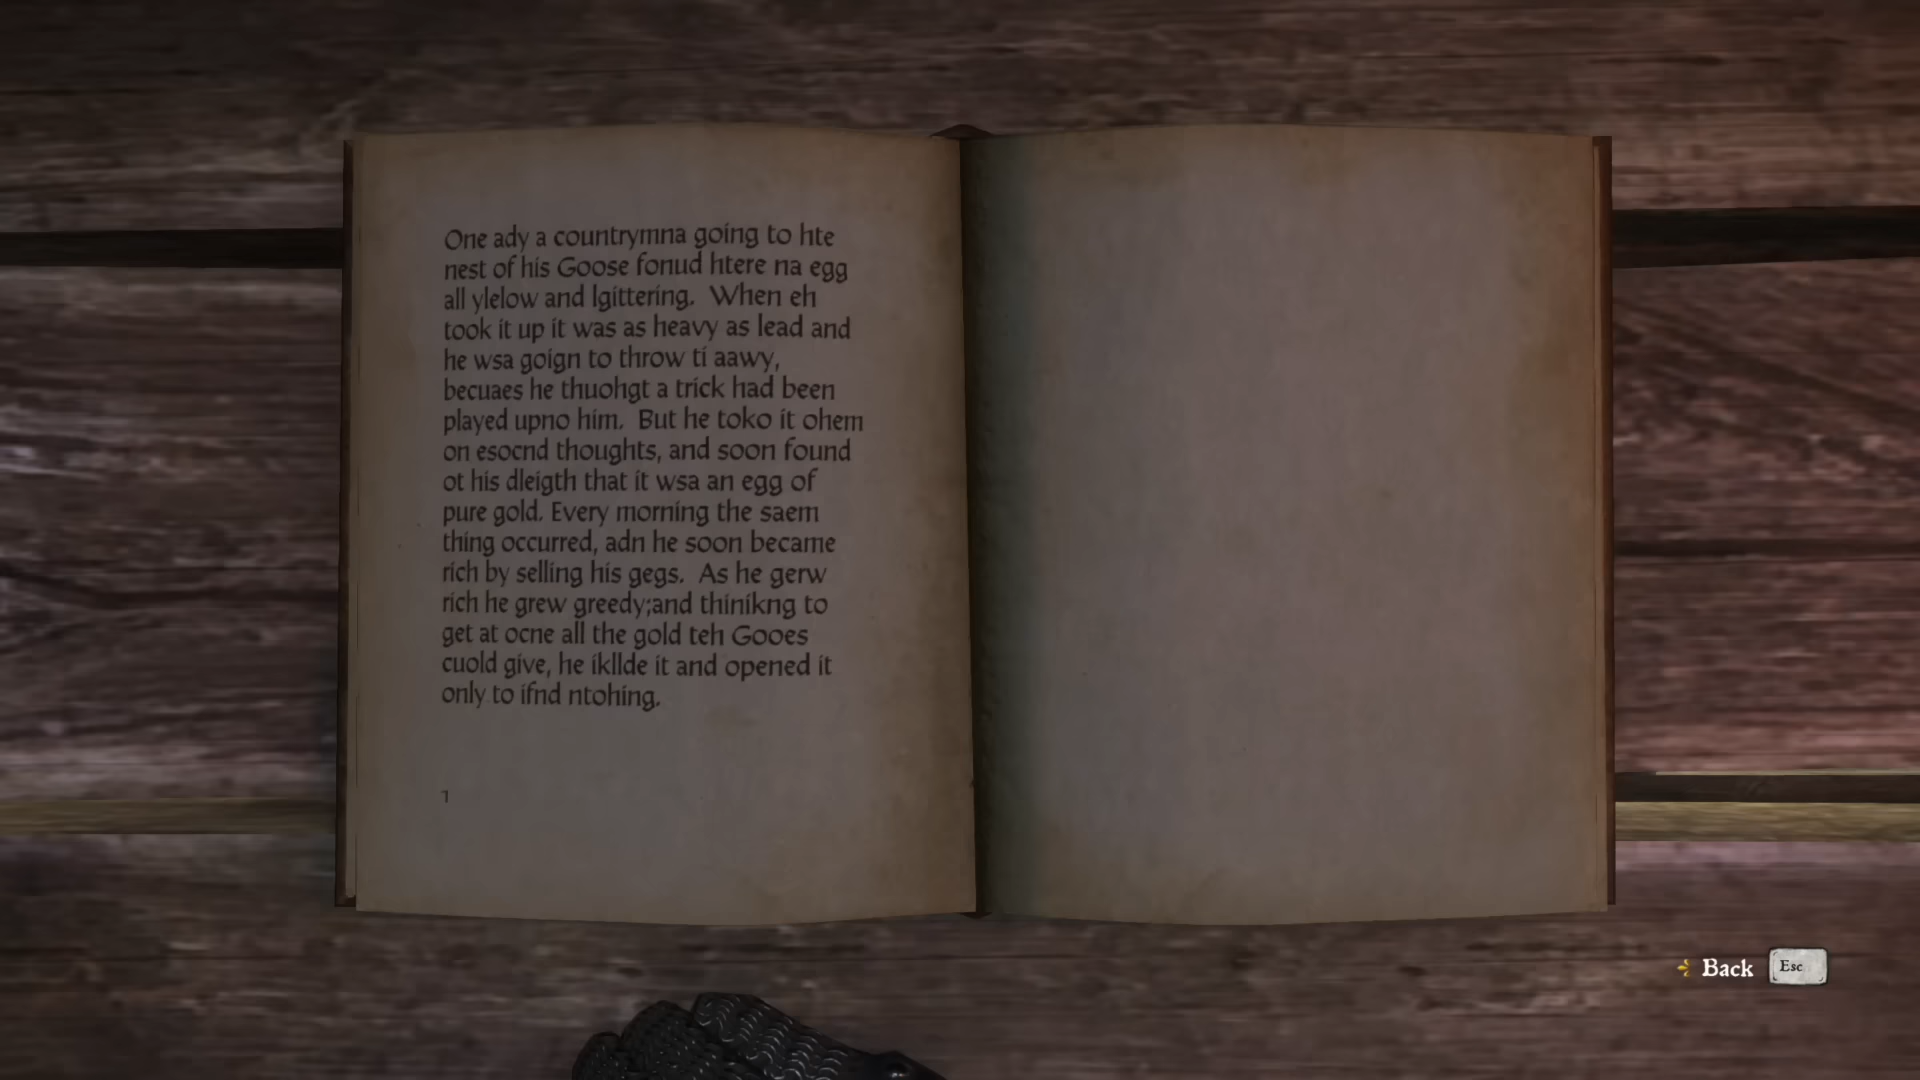 One ady a countrymna going to hte
nest of his Goose fonud htere na egg
all ylelow and lgittering.  When eh
took it up it was as heavy as lead and
he wsa goign to throw ti aawy,
becuaes he thuohgt a trick had been
played upno him.  But he toko it ohem
on esocnd thoughts, and soon found
ot his dleigth that it wsa an egg of
pure gold. Every morning the saem
thing occurred, adn he soon became
rich by selling his gegs.  As he gerw
rich he grew greedy;and thinikng to
get at ocne all the gold teh Gooes
cuold give, he ikllde it and opened it
only to ifnd ntohing.
1
Back Esc